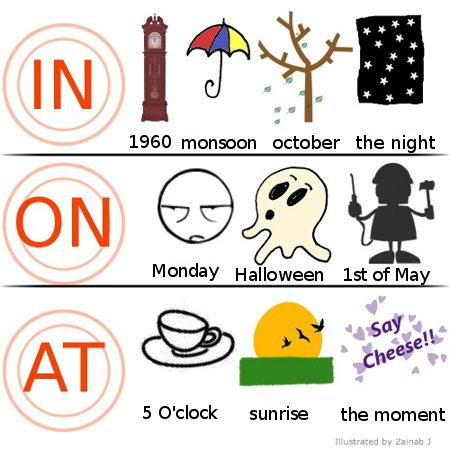 IN
1960 monsoon october the night
ON
Monday Halloween 1st of May
AT
Say
Cheese!!
5 O'clock sunrise the moment
Illustrated by Zainab J